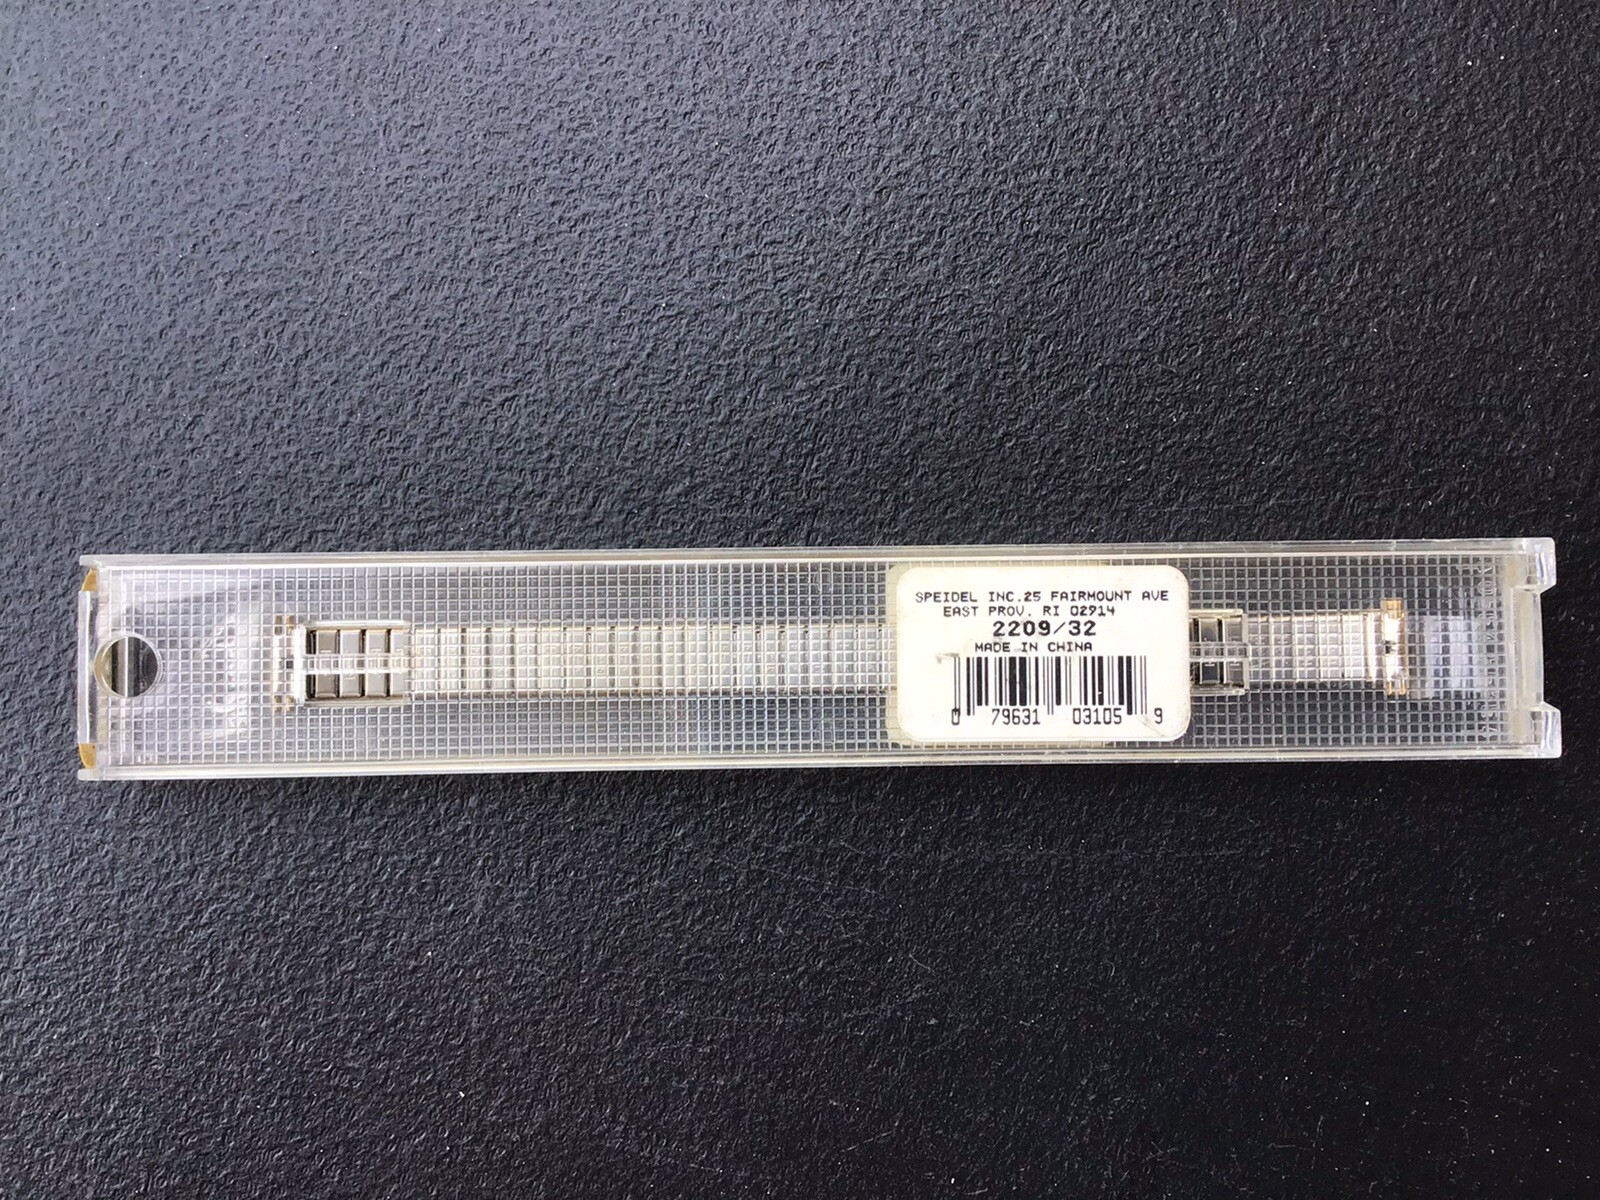 SPEIDEL INC.25 FAIRMOUNT AVE
EAST PROV. RI 02914
2209/32
MADE IN CHINA
0 79631 03105 9